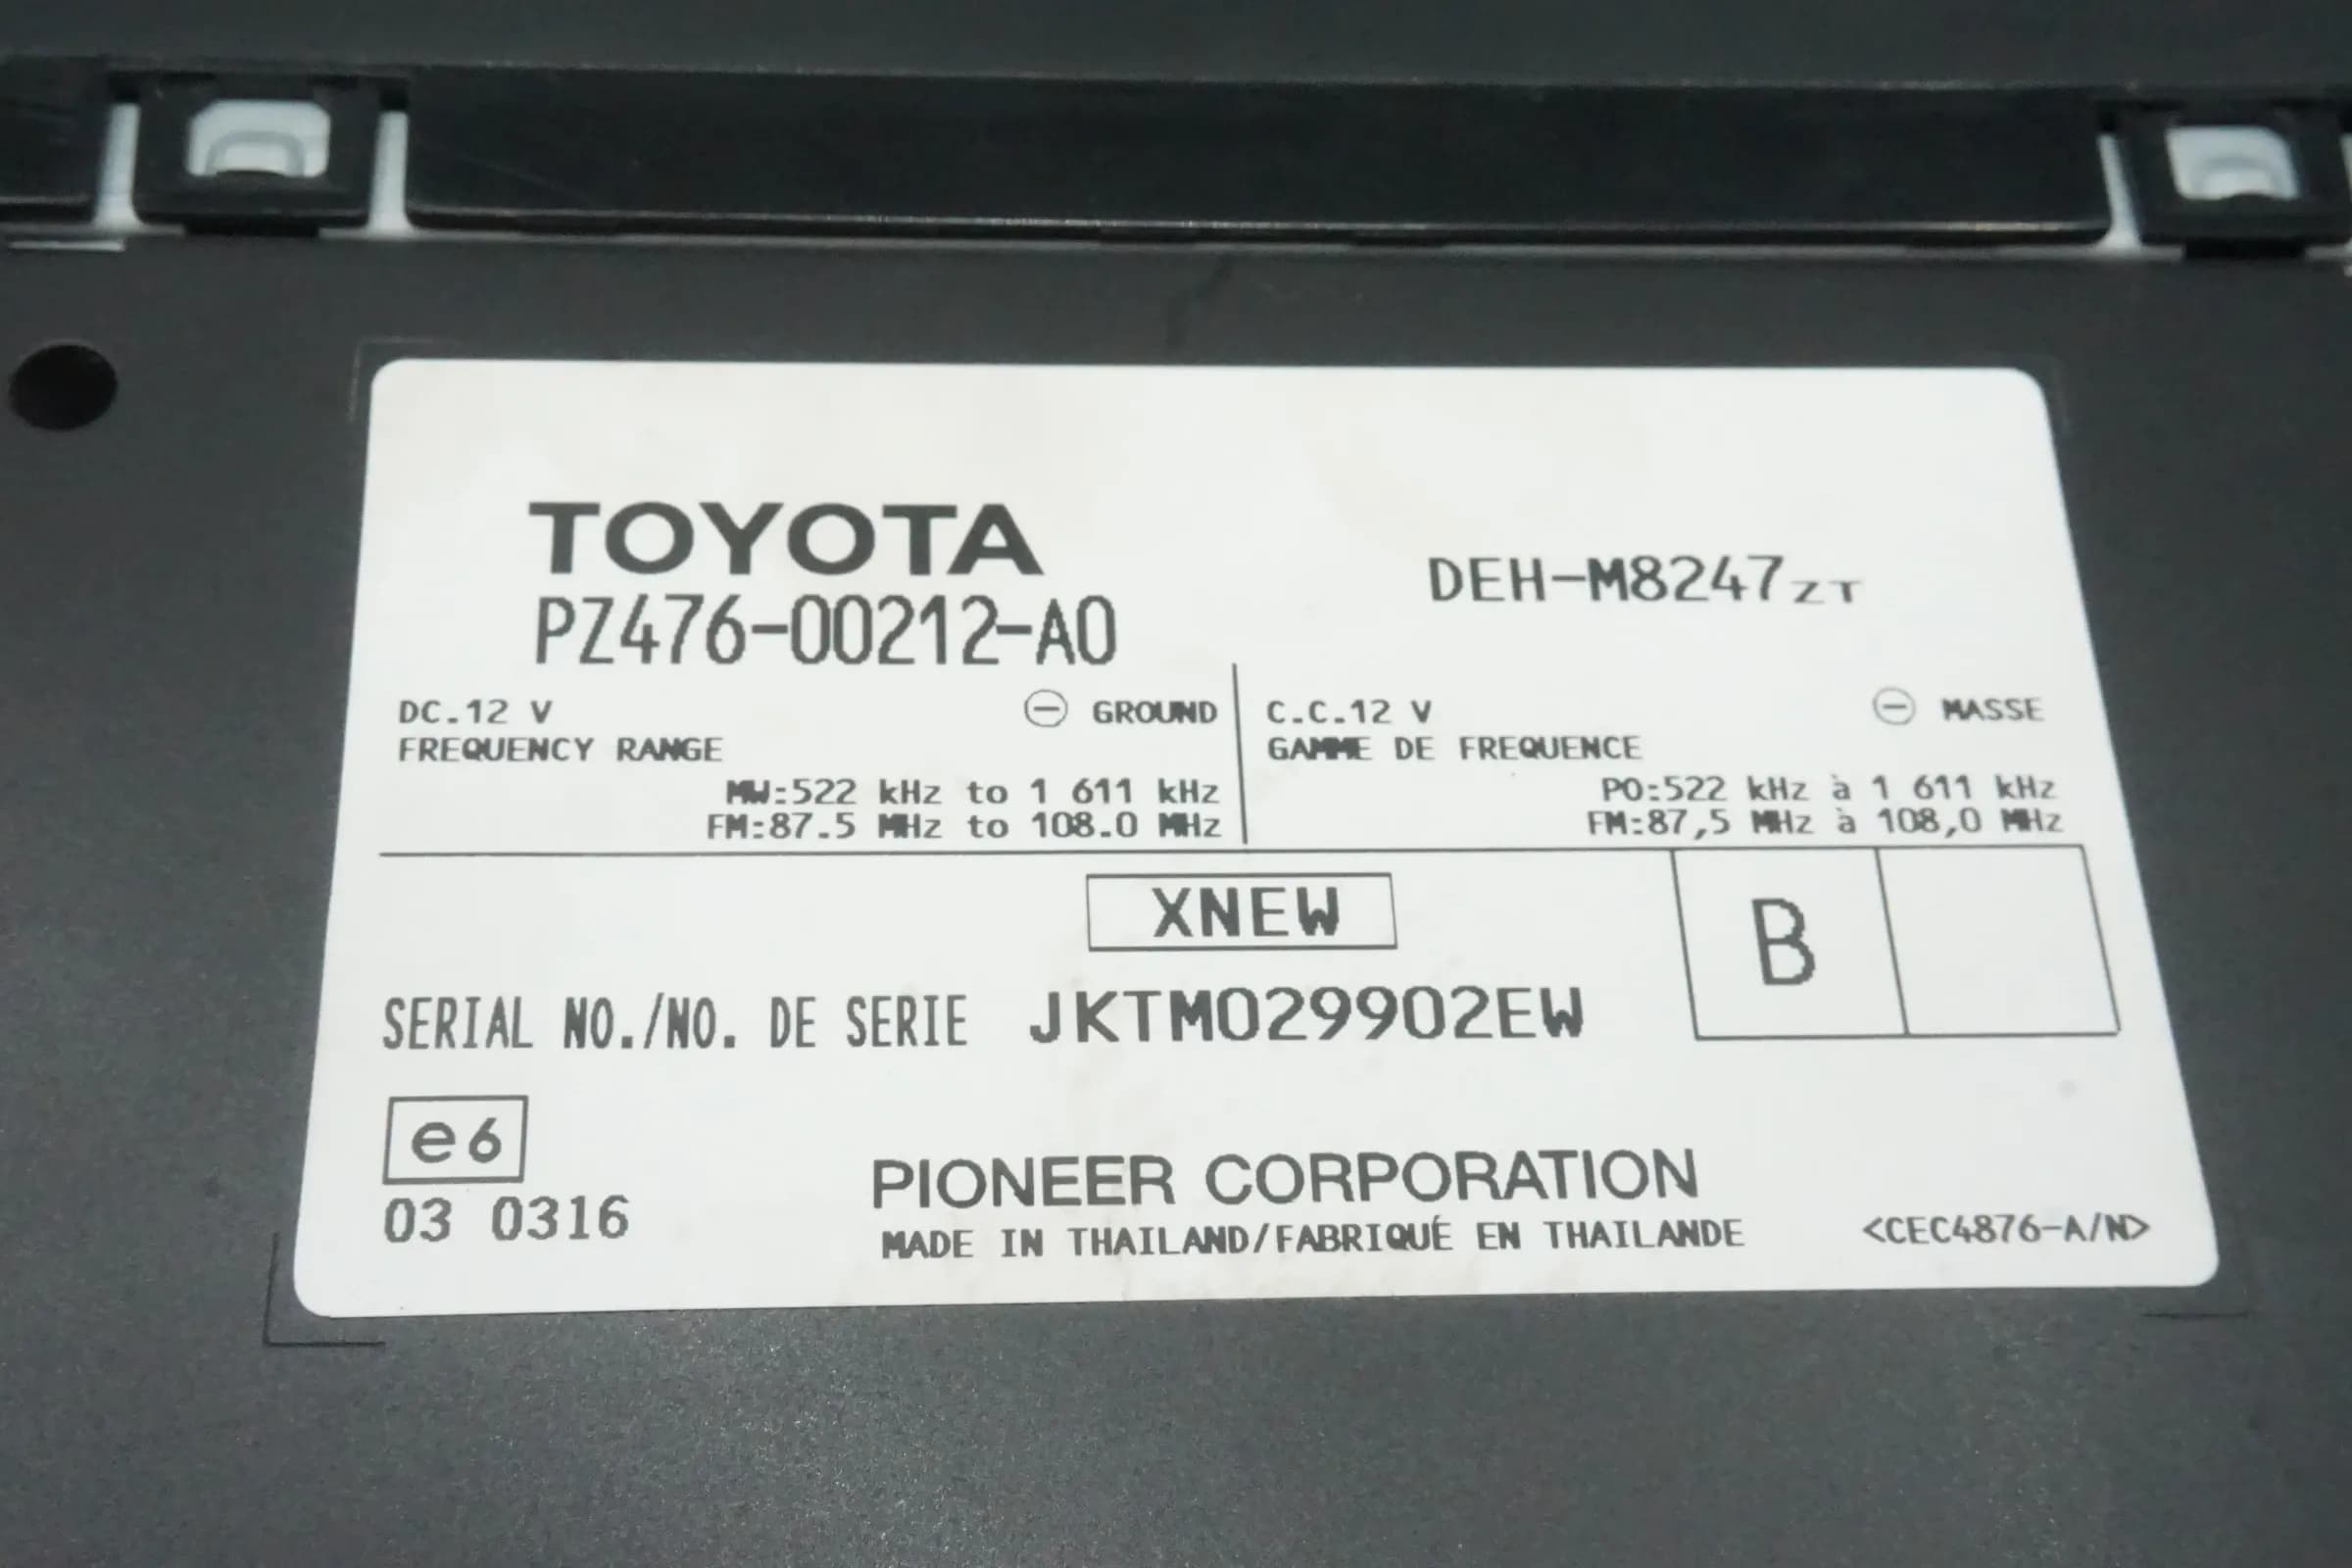 TOYOTA
PZ476-00212-A0
DEH-M8247ZT
DC.12 V ⊖ GROUND
FREQUENCY RANGE
MW:522 kHz to 1 611 kHz
FM:87.5 MHz to 108.0 MHz
C.C.12 V ⊖ MASSE
GAMME DE FREQUENCE
PO:522 kHz à 1 611 kHz
FM:87,5 MHz à 108,0 MHz
XNEW
B
SERIAL NO./NO. DE SERIE JKTM029902EW
e6
03 0316
PIONEER CORPORATION
MADE IN THAILAND/FABRIQUÉ EN THAILANDE
<CEC4876-A/N>